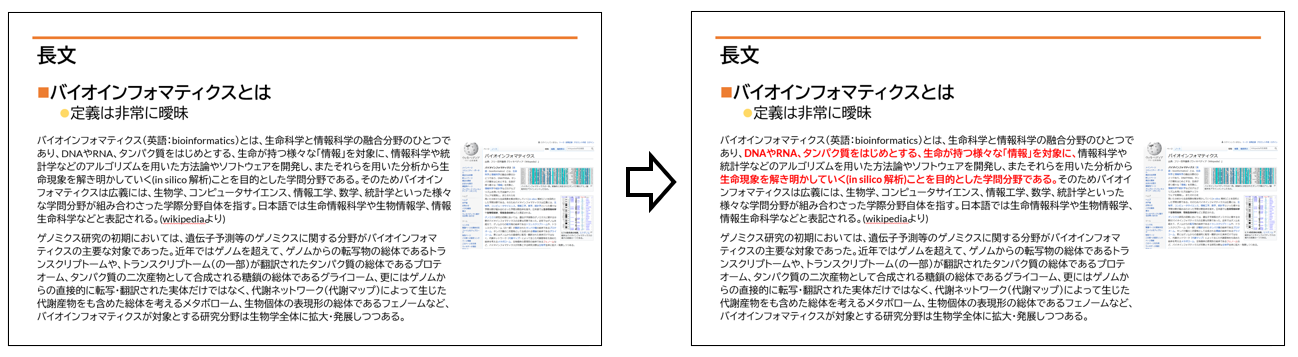 長文
■バイオインフォマティクスとは
●定義は非常に曖昧
バイオインフォマティクス（英語：bioinformatics）とは、生命科学と情報科学の融合分野のひとつで
あり、DNAやRNA、タンパク質をはじめとする、生命が持つ様々な「情報」を対象に、情報科学や統
計学などのアルゴリズムを用いた方法論やソフトウェアを開発し、またそれらを用いた分析から生
命現象を解き明かしていく(in silico 解析)ことを目的とした学問分野である。そのためバイオイン
フォマティクスは広義には、生物学、コンピュータサイエンス、情報工学、数学、統計学といった様々
な学問分野が組み合わさった学際分野自体を指す。日本語では生命情報科学や生物情報学、情報
生命科学などと表記される。(wikipediaより)
ゲノミクス研究の初期においては、遺伝子予測等のゲノミクスに関する分野がバイオインフォマ
ティクスの主要な対象であった。近年ではゲノムを超えて、ゲノムからの転写物の総体であるトラ
ンスクリプトームや、トランスクリプトーム（の一部）が翻訳されたタンパク質の総体であるプロテ
オーム、タンパク質の二次産物として合成される糖鎖の総体であるグライコーム、更にはゲノムか
らの直接的に転写・翻訳された実体だけではなく、代謝ネットワーク（代謝マップ）によって生じた
代謝産物をも含めた総体を考えるメタボローム、生物個体の表現形の総体であるフェノームなど、
バイオインフォマティクスが対象とする研究分野は生物学全体に拡大・発展しつつある。
バイオインフォマティクス
長文
■バイオインフォマティクスとは
●定義は非常に曖昧
バイオインフォマティクス（英語：bioinformatics）とは、生命科学と情報科学の融合分野のひとつで
あり、DNAやRNA、タンパク質をはじめとする、生命が持つ様々な「情報」を対象に、情報科学や
統計学などのアルゴリズムを用いた方法論やソフトウェアを開発し、またそれらを用いた分析から
生命現象を解き明かしていく(in silico 解析)ことを目的とした学問分野である。そのためバイオイ
ンフォマティクスは広義には、生物学、コンピュータサイエンス、情報工学、数学、統計学といった
様々な学問分野が組み合わさった学際分野自体を指す。日本語では生命情報科学や生物情報学、
情報生命科学などと表記される。(wikipediaより)
ゲノミクス研究の初期においては、遺伝子予測等のゲノミクスに関する分野がバイオインフォマ
ティクスの主要な対象であった。近年ではゲノムを超えて、ゲノムからの転写物の総体であるトラ
ンスクリプトームや、トランスクリプトーム（の一部）が翻訳されたタンパク質の総体であるプロテ
オーム、タンパク質の二次産物として合成される糖鎖の総体であるグライコーム、更にはゲノムか
らの直接的に転写・翻訳された実体だけではなく、代謝ネットワーク（代謝マップ）によって生じた
代謝産物をも含めた総体を考えるメタボローム、生物個体の表現形の総体であるフェノームなど、
バイオインフォマティクスが対象とする研究分野は生物学全体に拡大・発展しつつある。
バイオインフォマティクス